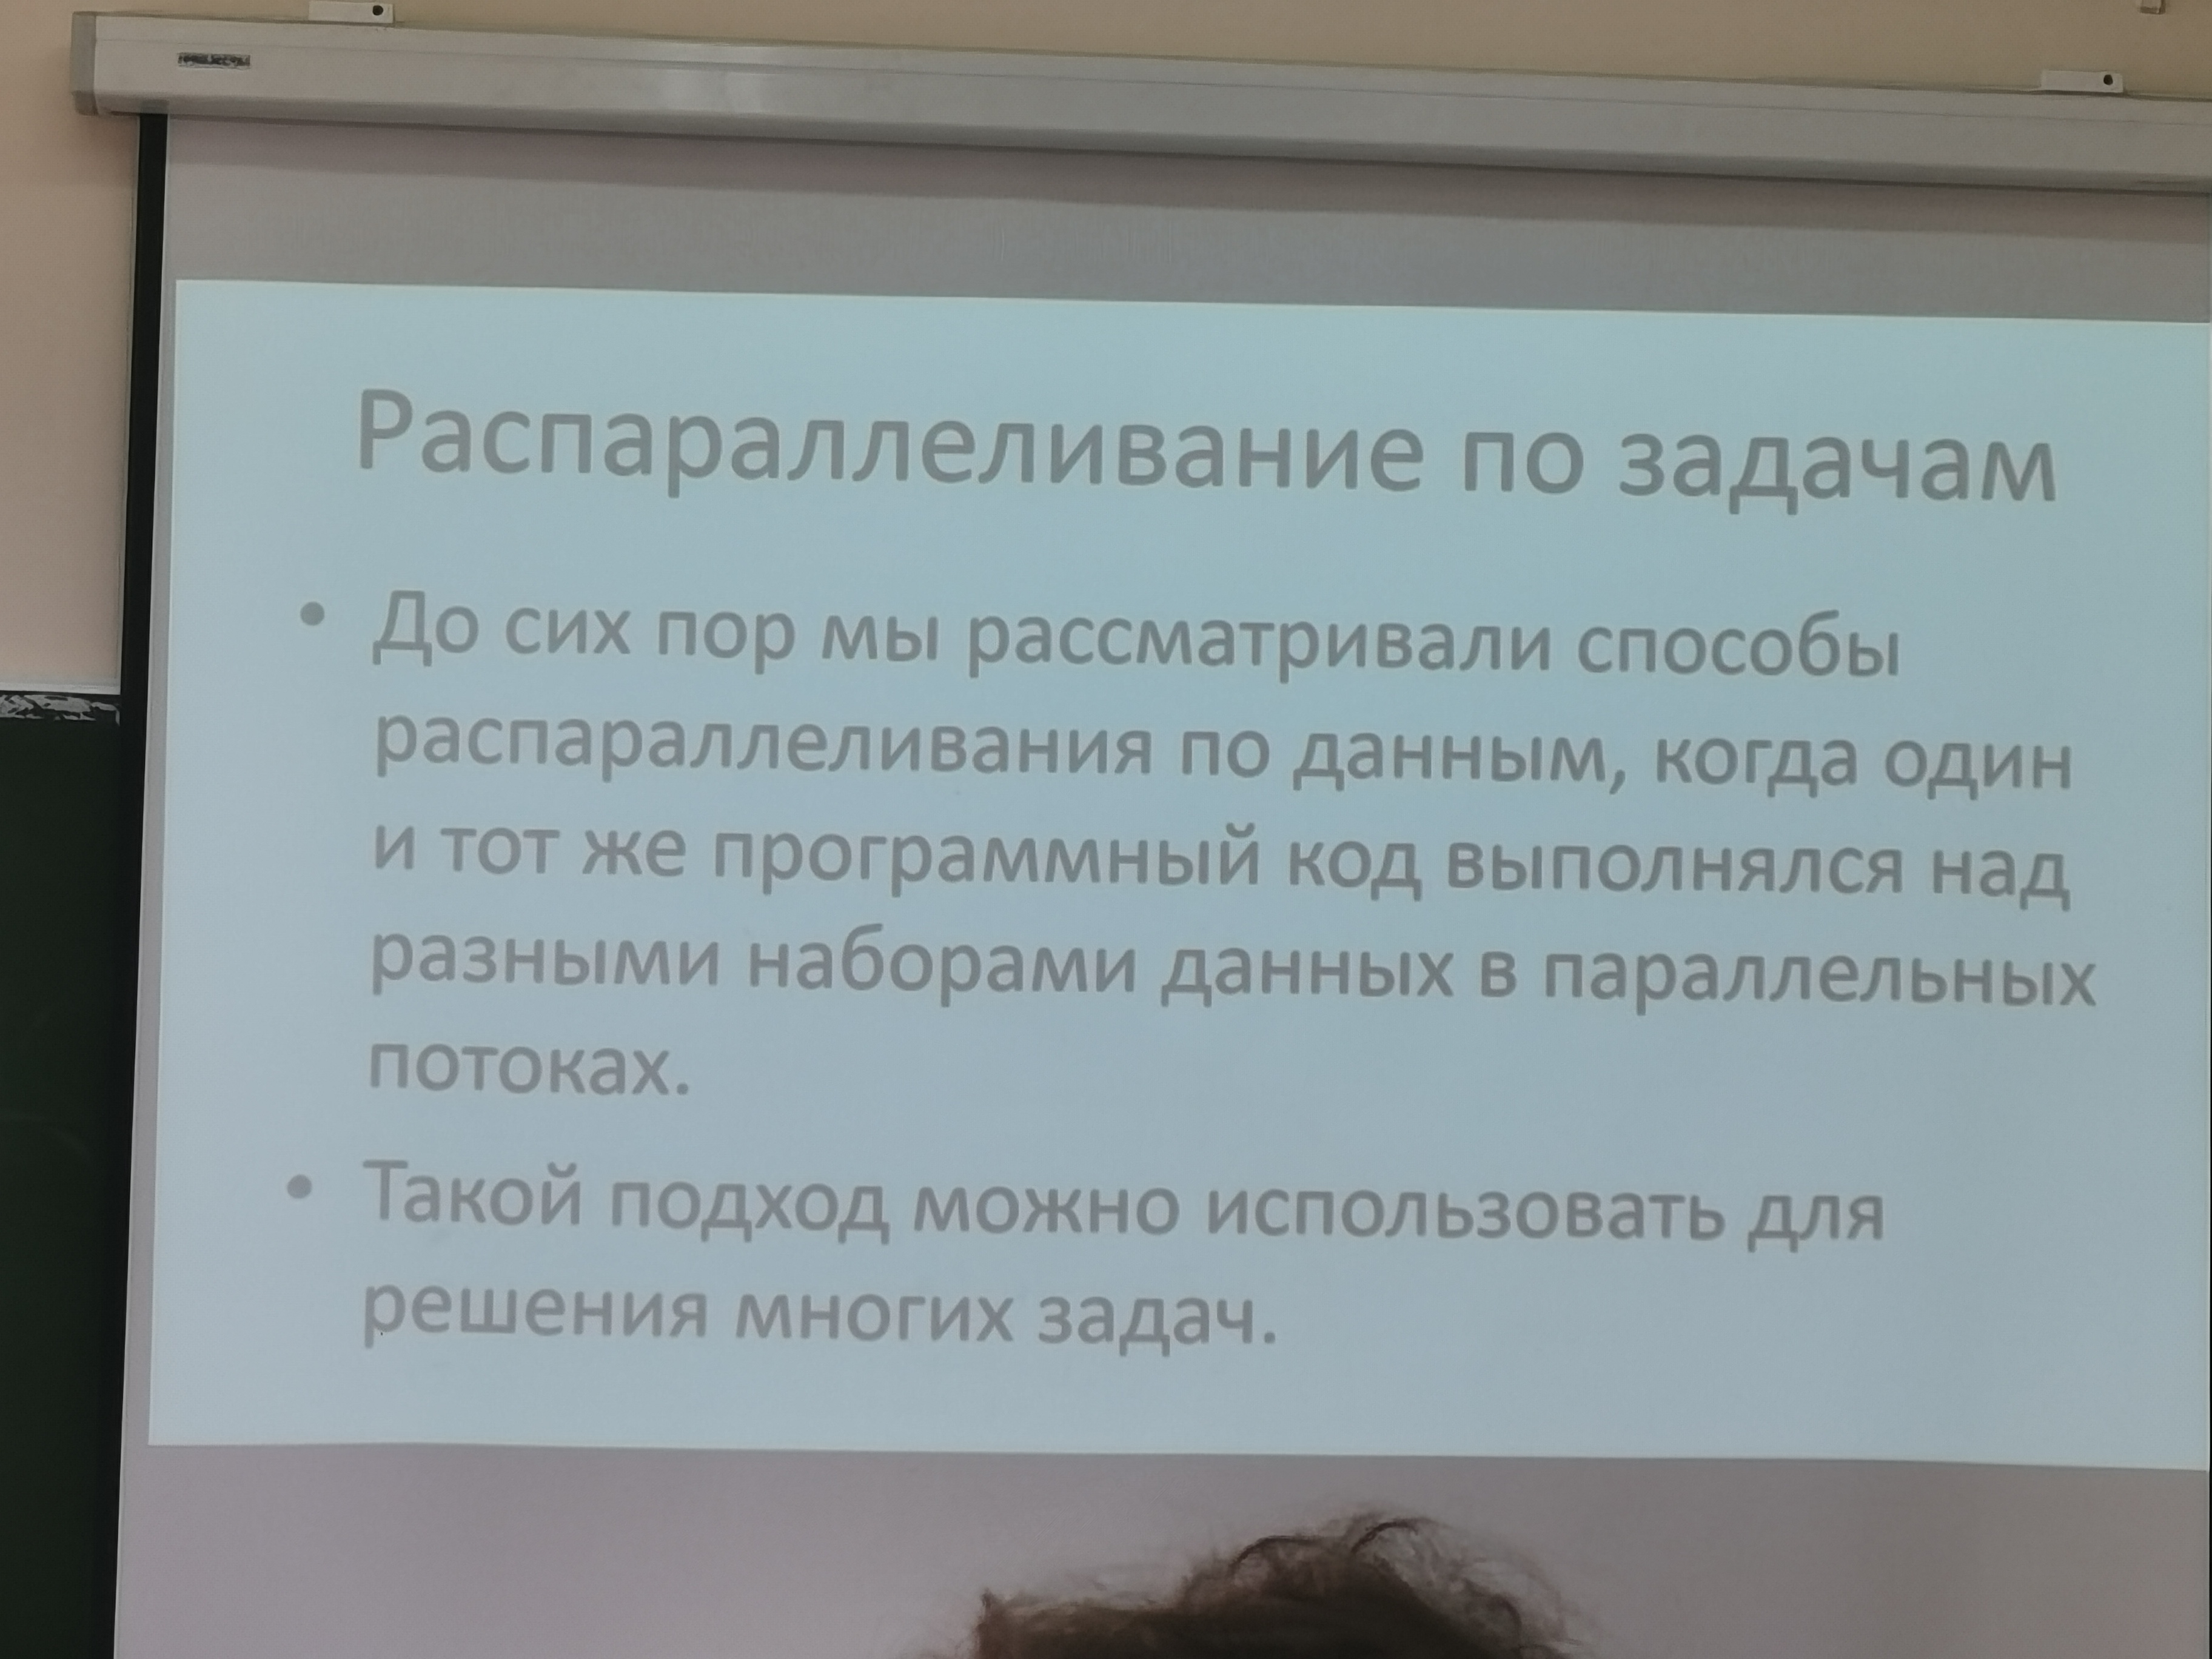 Распараллеливание по задачам
• До сих пор мы рассматривали способы
распараллеливания по данным, когда один
и тот же программный код выполнялся над
разными наборами данных в параллельных
потоках.
• Такой подход можно использовать для
решения многих задач.